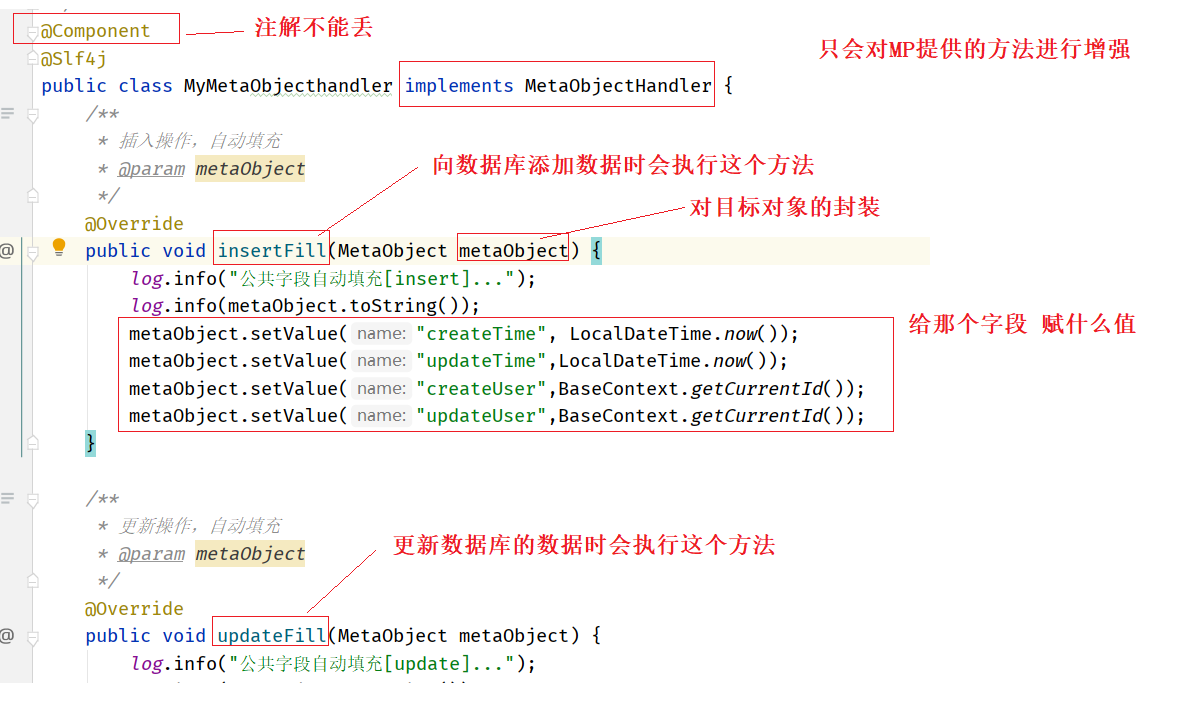 @Component
注解不能丢
只会对MP提供的方法进行增强
@Slf4j
public class MyMetaObjecthandler implements MetaObjectHandler {
/**
* 插入操作，自动填充
* @param metaObject
向数据库添加数据时会执行这个方法
*/
对目标对象的封装
@Override
@
public void insertFill(MetaObject metaObject) {
log.info("公共字段自动填充[insert]...");
log.info(metaObject.toString());
给那个字段 赋什么值
metaObject.setValue( name: "createTime", LocalDateTime.now());
metaObject.setValue( name: "updateTime",LocalDateTime.now());
metaObject.setValue( name: "createUser",BaseContext.getCurrentId());
metaObject.setValue( name: "updateUser",BaseContext.getCurrentId());
}
/**
* 更新操作，自动填充
更新数据库的数据时会执行这个方法
* @param metaObject
*/
@Override
@
public void updateFill(MetaObject metaObject) {
log.info("公共字段自动填充[update]...");